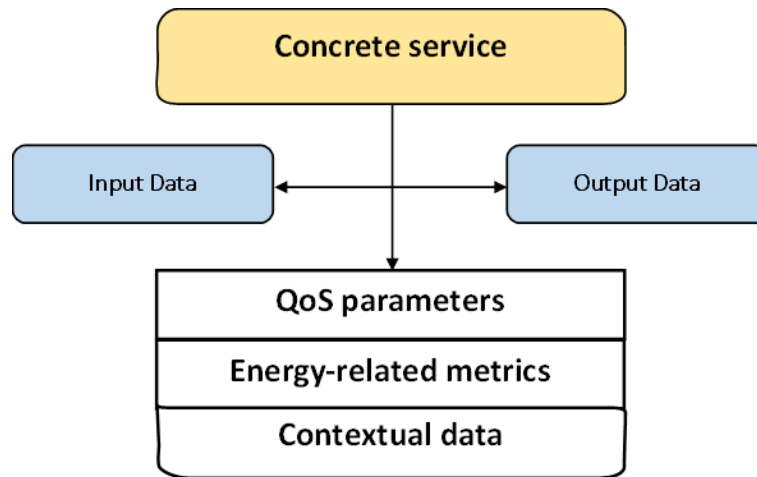 Concrete service
Input Data
Output Data
QoS parameters
Energy-related metrics
Contextual data